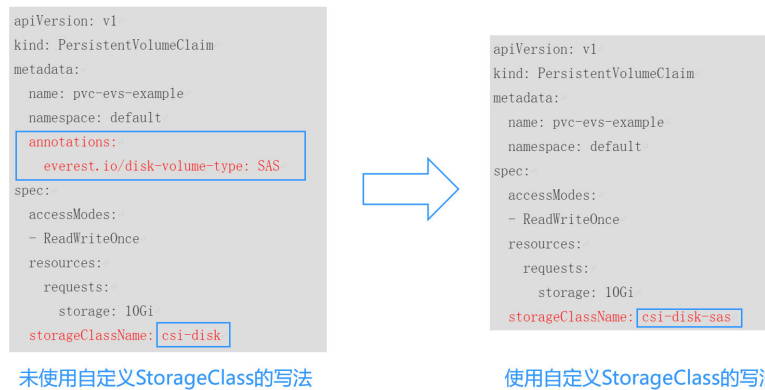 apiVersion: v1
kind: PersistentVolumeClaim
metadata:
  name: pvc-evs-example
  namespace: default
  annotations:
    everest.io/disk-volume-type: SAS
spec:
  accessModes:
  - ReadWriteOnce
  resources:
    requests:
      storage: 10Gi
  storageClassName: csi-disk
未使用自定义StorageClass的写法
apiVersion: v1
kind: PersistentVolumeClaim
metadata:
  name: pvc-evs-example
  namespace: default
spec:
  accessModes:
  - ReadWriteOnce
  resources:
    requests:
      storage: 10Gi
  storageClassName: csi-disk-sas
使用自定义StorageClass的写